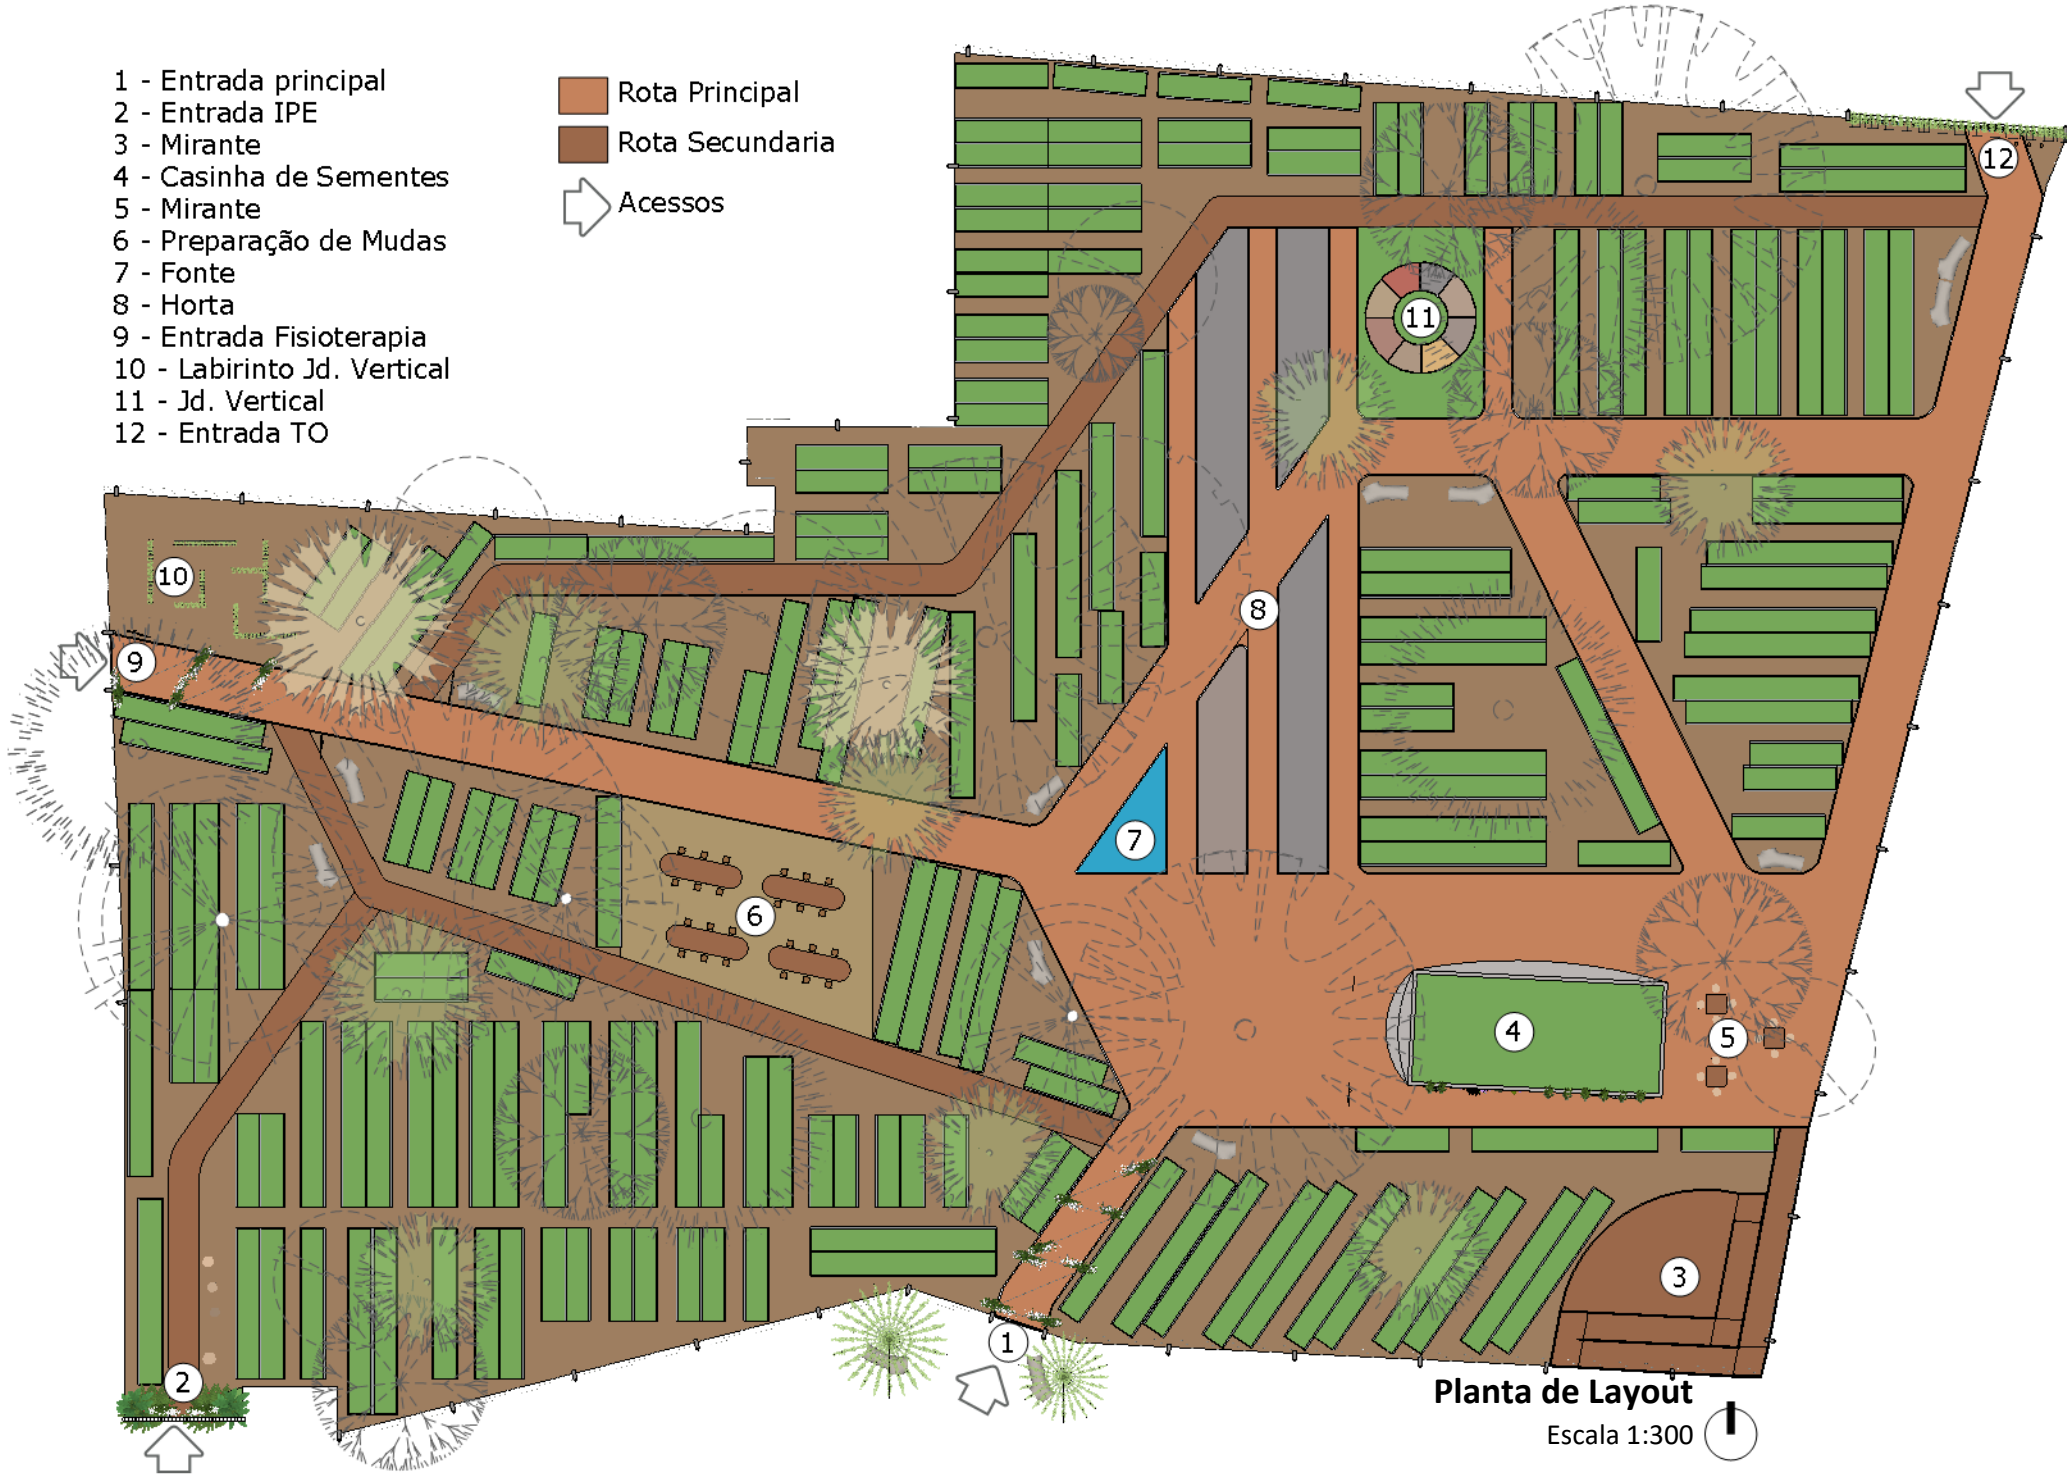 1 - Entrada principal
2 - Entrada IPE
3 - Mirante
4 - Casinha de Sementes
5 - Mirante
6 - Preparação de Mudas
7 - Fonte
8 - Horta
9 - Entrada Fisioterapia
10 - Labirinto Jd. Vertical
11 - Jd. Vertical
12 - Entrada TO
Rota Principal
Rota Secundaria
Acessos
12
11
10
8
9
7
6
4
5
3
1
2
Planta de Layout
Escala 1:300